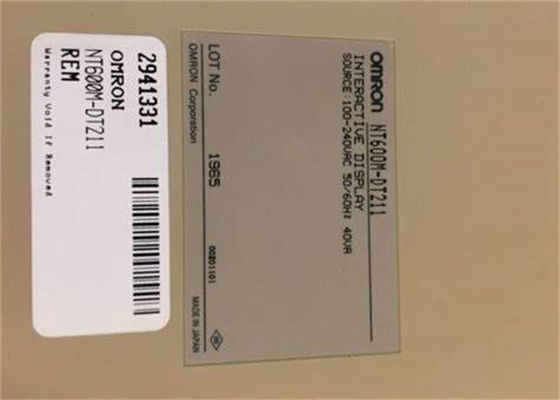 2941331
OMRON
NT600M-DT211
REM
Warranty Void If Removed
OMRON NT600M-DT211
INTERACTIVE DISPLAY
SOURCE:100-240VAC 50/60Hz 40VA
LOT No. 1965 00201101
OMRON Corporation MADE IN JAPAN